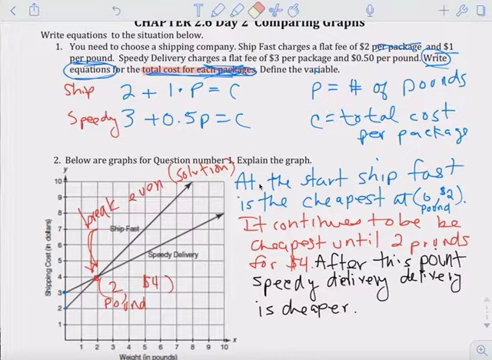 CHAPTER 2.6 Day 2 Comparing Graphs
Write equations to the situation below.
1. You need to choose a shipping company. Ship Fast charges a flat fee of $2 per package and $1
per pound. Speedy Delivery charges a flat fee of $3 per package and $0.50 per pound. Write
equations for the total cost for each packages. Define the variable.
Ship 2 + 1·p = C
p = # of pounds
Speedy 3 + 0.5p = C
C = total cost
per package
2. Below are graphs for Question number 1. Explain the graph.
y
10
9
8
7
6
5
4
3
2
1
Shipping Cost (in dollars)
break even (solution)
Ship Fast
Speedy Delivery
(2 $4)
pound
1 2 3 4 5 6 7 8 9 10
x
Weight (in pounds)
At the start ship fast
is the cheapest at (0, $2)
pound
It continues to be be
cheapest until 2 pounds
for $4. After this pount
speedy delivery delivery
is cheaper.